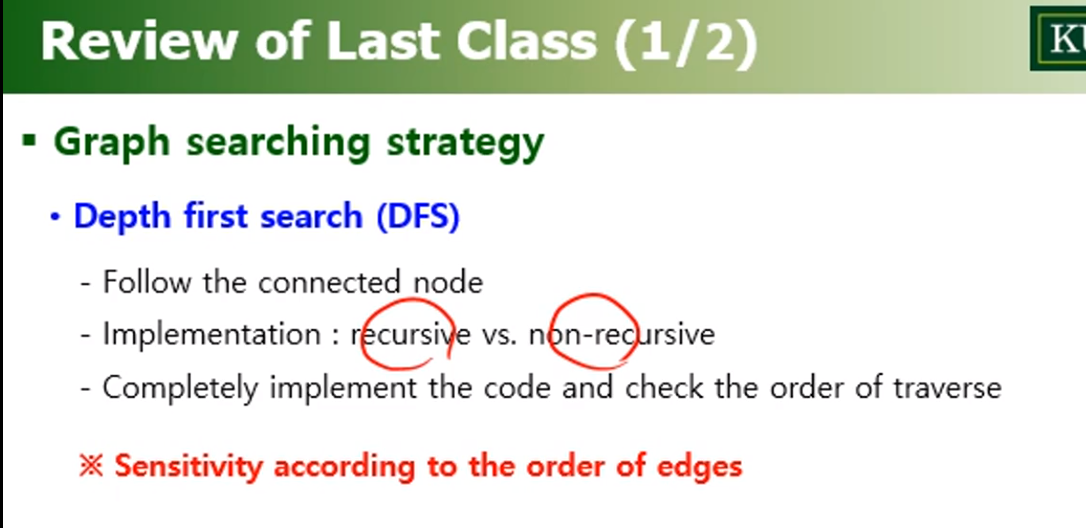 Review of Last Class (1/2)
▪ Graph searching strategy
• Depth first search (DFS)
- Follow the connected node
- Implementation : recursive vs. non-recursive
- Completely implement the code and check the order of traverse
※ Sensitivity according to the order of edges